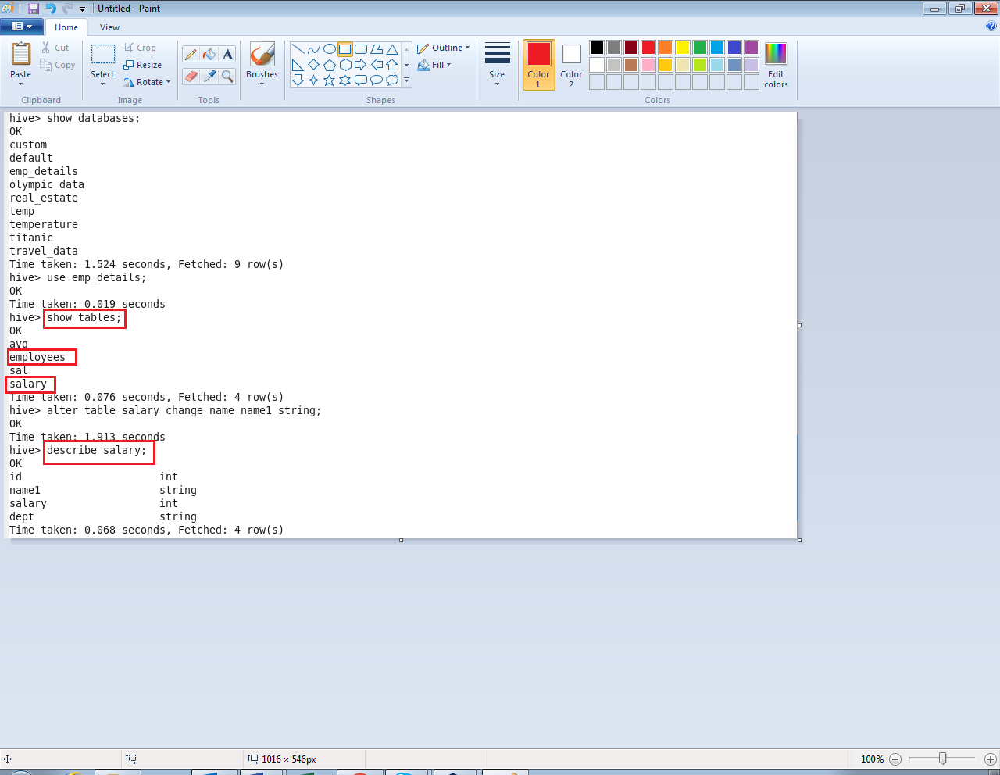 Untitled - Paint
Home View
Paste Cut Copy Clipboard
Select Crop Resize Rotate Image
Tools
Brushes
Outline Fill Shapes
Size
Color 1 Color 2 Edit colors Colors
hive> show databases;
OK
custom
default
emp_details
olympic_data
real_estate
temp
temperature
titanic
travel_data
Time taken: 1.524 seconds, Fetched: 9 row(s)
hive> use emp_details;
OK
Time taken: 0.019 seconds
hive> show tables;
OK
avg
employees
sal
salary
Time taken: 0.076 seconds, Fetched: 4 row(s)
hive> alter table salary change name name1 string;
OK
Time taken: 1.913 seconds
hive> describe salary;
OK
id int
name1 string
salary int
dept string
Time taken: 0.068 seconds, Fetched: 4 row(s)
1016 × 546px 100%